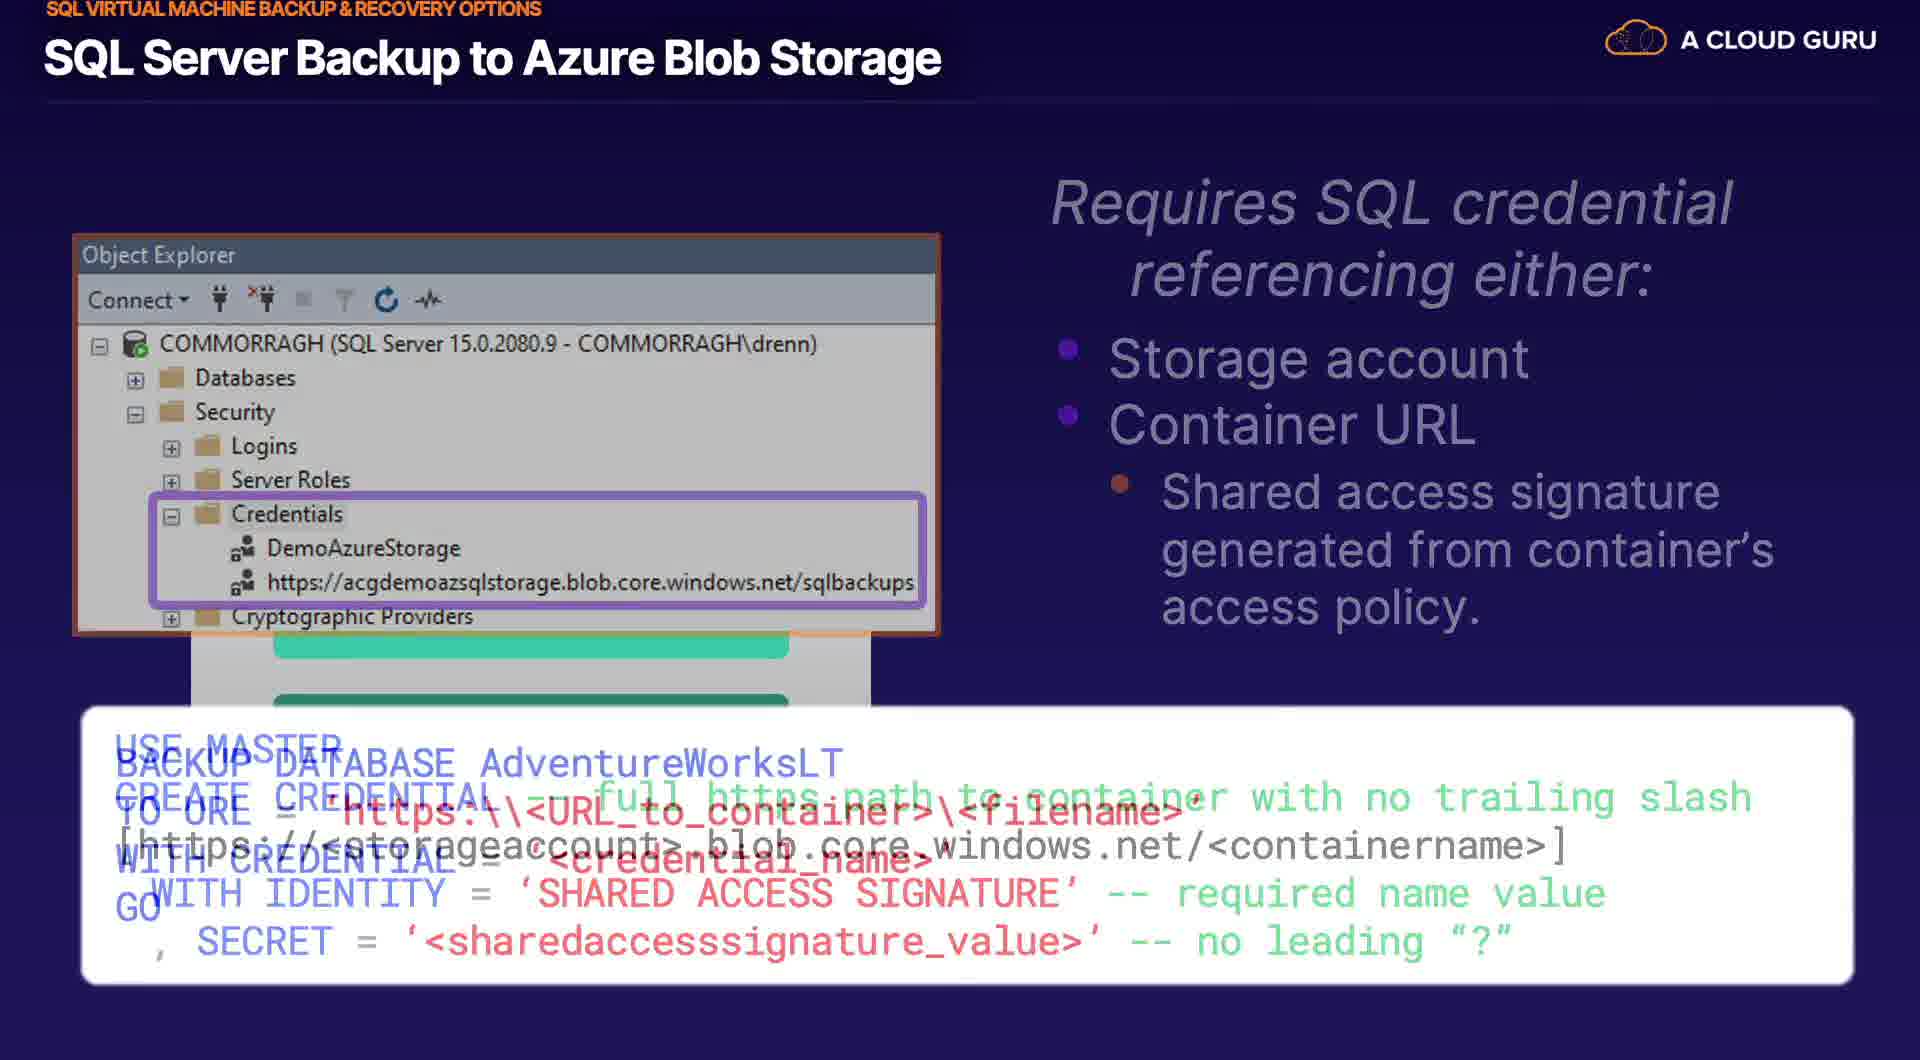 SQL VIRTUAL MACHINE BACKUP & RECOVERY OPTIONS
SQL Server Backup to Azure Blob Storage
A CLOUD GURU
Requires SQL credential
referencing either:
Storage account
Container URL
Shared access signature
generated from container's
access policy.
Object Explorer
Connect
COMMORRAGH (SQL Server 15.0.2080.9 - COMMORRAGH\drenn)
Databases
Security
Logins
Server Roles
Credentials
DemoAzureStorage
https://acgdemoazsqlstorage.blob.core.windows.net/sqlbackups
Cryptographic Providers
USE MASTER
CREATE CREDENTIAL -- full https path to container with no trailing slash
[https://<storageaccount>.blob.core.windows.net/<containername>]
WITH IDENTITY = ‘SHARED ACCESS SIGNATURE’ -- required name value
, SECRET = ‘<sharedaccesssignature_value>’ -- no leading “?”
BACKUP DATABASE AdventureWorksLT
TO URL = ‘https:\\<URL_to_container>\<filename>’
WITH CREDENTIAL = ‘<credential_name>’
GO